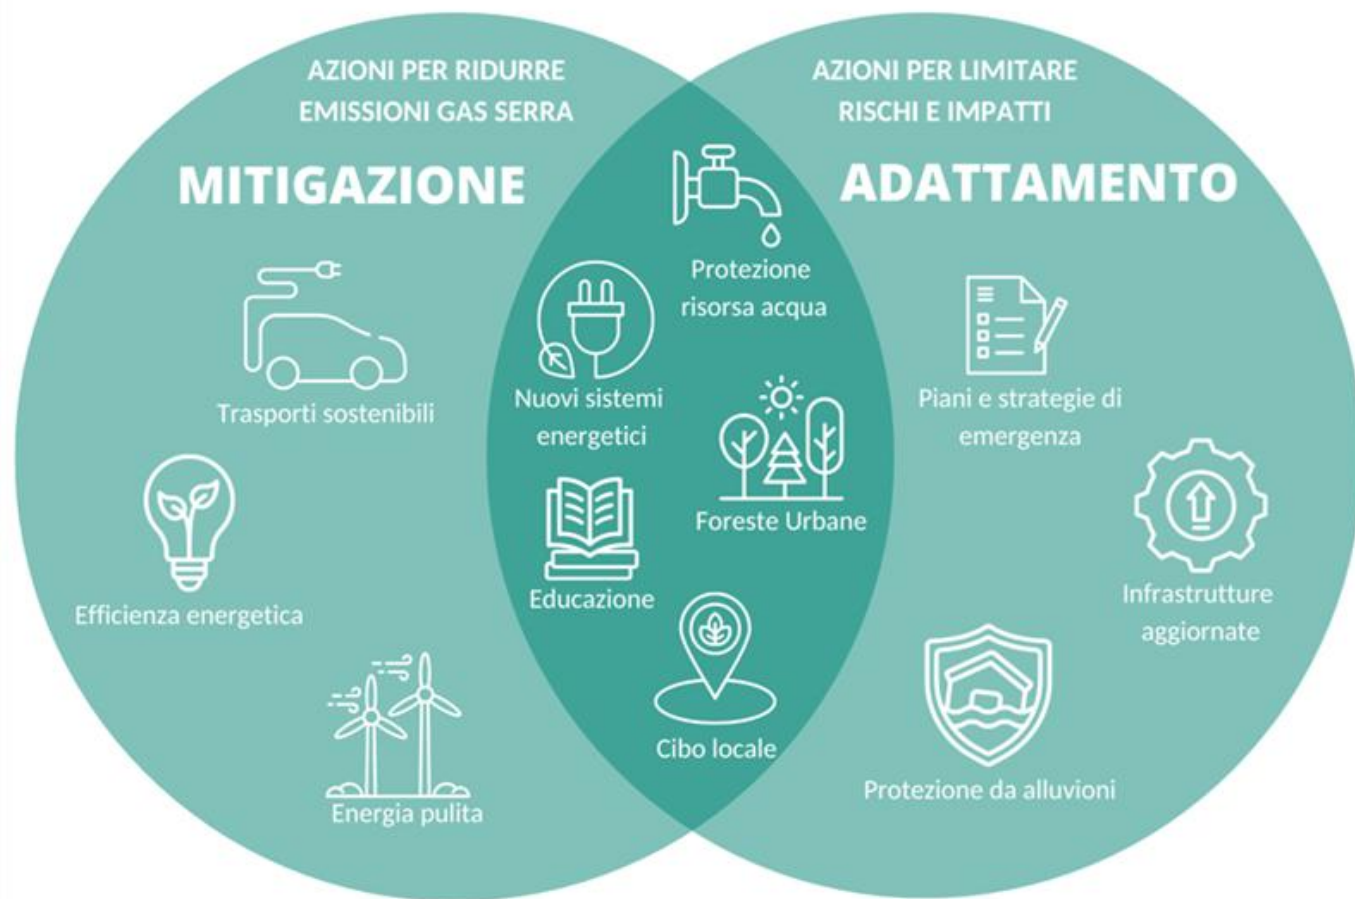 AZIONI PER RIDURRE
EMISSIONI GAS SERRA
MITIGAZIONE
Trasporti sostenibili
Efficienza energetica
Energia pulita
Protezione
risorsa acqua
Nuovi sistemi
energetici
Foreste Urbane
Educazione
Cibo locale
AZIONI PER LIMITARE
RISCHI E IMPATTI
ADATTAMENTO
Piani e strategie di
emergenza
Infrastrutture
aggiornate
Protezione da alluvioni